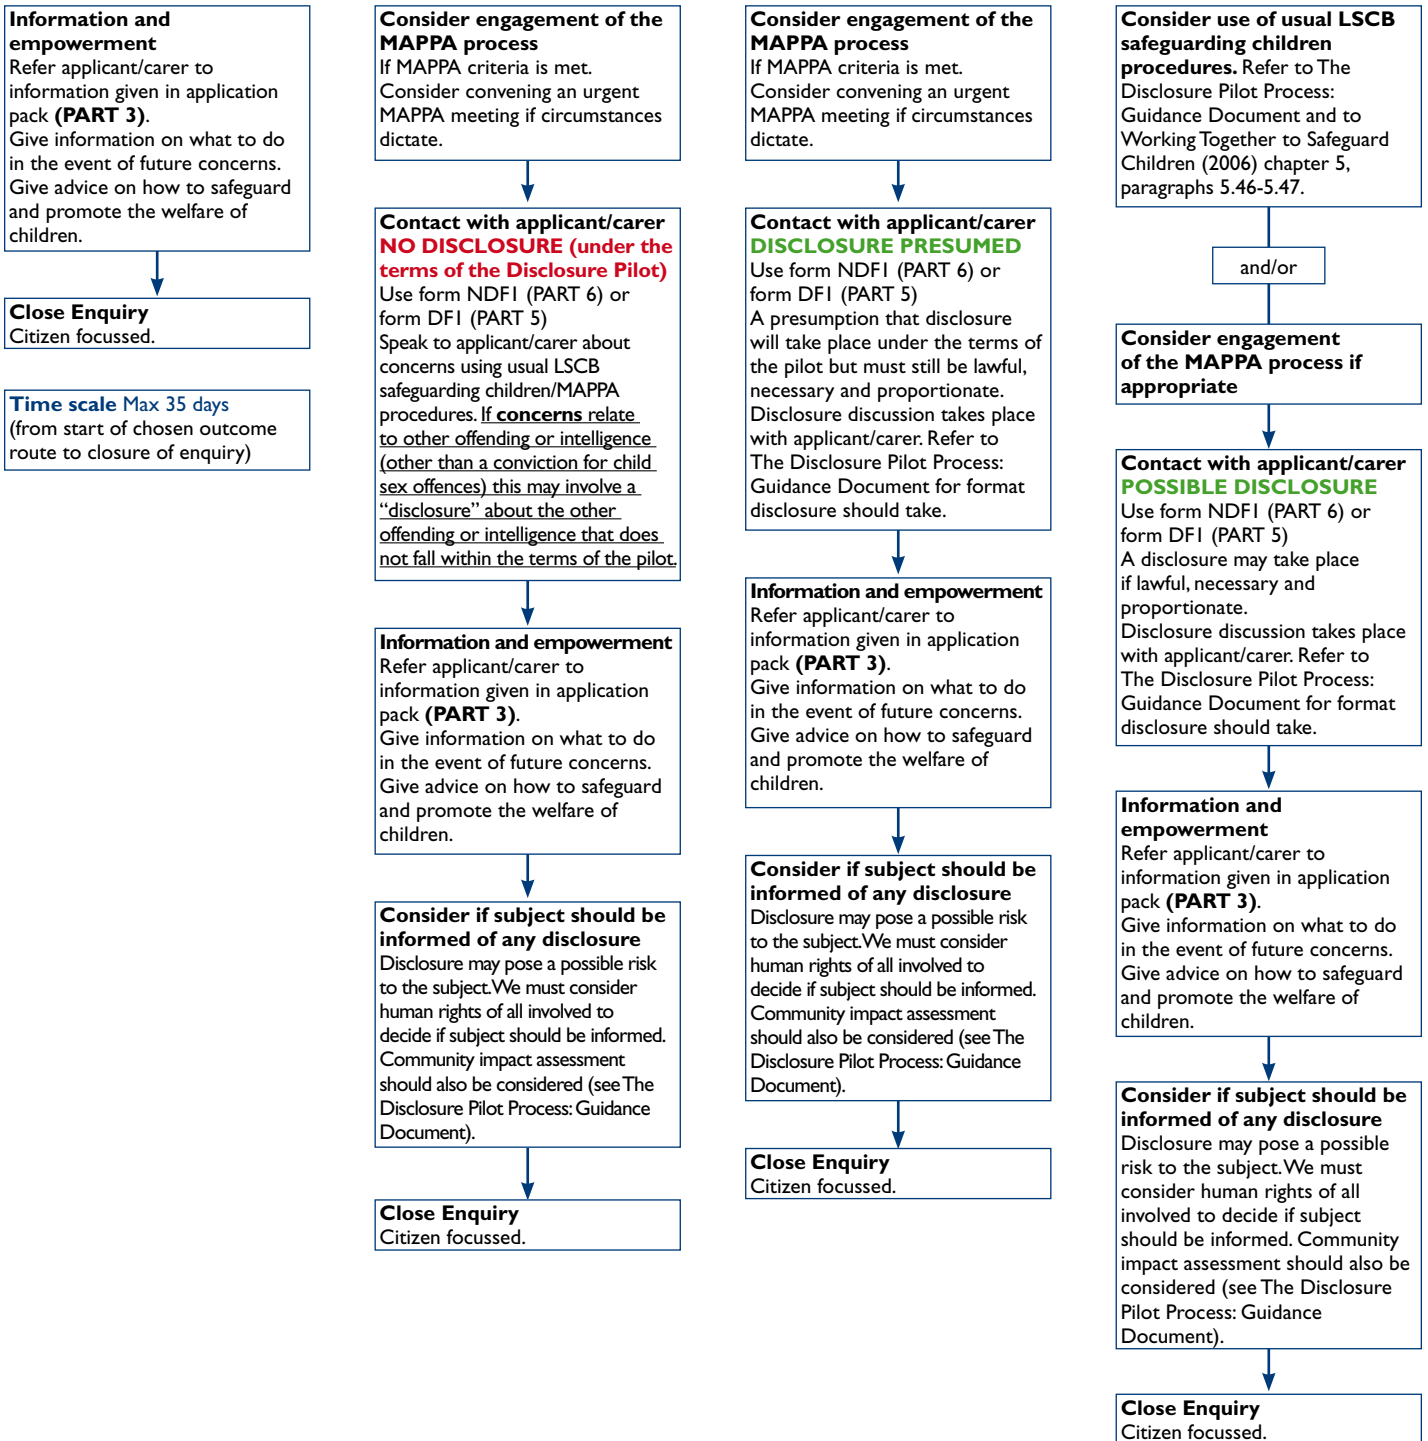 Information and
empowerment
Refer applicant/carer to
information given in application
pack (PART 3).
Give information on what to do
in the event of future concerns.
Give advice on how to safeguard
and promote the welfare of
children.
Close Enquiry
Citizen focussed.
Time scale Max 35 days
(from start of chosen outcome
route to closure of enquiry)
Consider engagement of the
MAPPA process
If MAPPA criteria is met.
Consider convening an urgent
MAPPA meeting if circumstances
dictate.
Contact with applicant/carer
NO DISCLOSURE (under the
terms of the Disclosure Pilot)
Use form NDF1 (PART 6) or
form DF1 (PART 5)
Speak to applicant/carer about
concerns using usual LSCB
safeguarding children/MAPPA
procedures. If concerns relate
to other offending or intelligence
(other than a conviction for child
sex offences) this may involve a
“disclosure” about the other
offending or intelligence that does
not fall within the terms of the pilot.
Information and empowerment
Refer applicant/carer to
information given in application
pack (PART 3).
Give information on what to do
in the event of future concerns.
Give advice on how to safeguard
and promote the welfare of
children.
Consider if subject should be
informed of any disclosure
Disclosure may pose a possible risk
to the subject. We must consider
human rights of all involved to
decide if subject should be informed.
Community impact assessment
should also be considered (see The
Disclosure Pilot Process: Guidance
Document).
Close Enquiry
Citizen focussed.
Consider engagement of the
MAPPA process
If MAPPA criteria is met.
Consider convening an urgent
MAPPA meeting if circumstances
dictate.
Contact with applicant/carer
DISCLOSURE PRESUMED
Use form NDF1 (PART 6) or
form DF1 (PART 5)
A presumption that disclosure
will take place under the terms of
the pilot but must still be lawful,
necessary and proportionate.
Disclosure discussion takes place
with applicant/carer. Refer to
The Disclosure Pilot Process:
Guidance Document for format
disclosure should take.
Information and empowerment
Refer applicant/carer to
information given in application
pack (PART 3).
Give information on what to do
in the event of future concerns.
Give advice on how to safeguard
and promote the welfare of
children.
Consider if subject should be
informed of any disclosure
Disclosure may pose a possible risk
to the subject. We must consider
human rights of all involved to
decide if subject should be informed.
Community impact assessment
should also be considered (see The
Disclosure Pilot Process: Guidance
Document).
Close Enquiry
Citizen focussed.
Consider use of usual LSCB
safeguarding children
procedures. Refer to The
Disclosure Pilot Process:
Guidance Document and to
Working Together to Safeguard
Children (2006) chapter 5,
paragraphs 5.46-5.47.
and/or
Consider engagement
of the MAPPA process if
appropriate
Contact with applicant/carer
POSSIBLE DISCLOSURE
Use form NDF1 (PART 6) or
form DF1 (PART 5)
A disclosure may take place
if lawful, necessary and
proportionate.
Disclosure discussion takes place
with applicant/carer. Refer to
The Disclosure Pilot Process:
Guidance Document for format
disclosure should take.
Information and
empowerment
Refer applicant/carer to
information given in application
pack (PART 3).
Give information on what to do
in the event of future concerns.
Give advice on how to safeguard
and promote the welfare of
children.
Consider if subject should be
informed of any disclosure
Disclosure may pose a possible
risk to the subject. We must
consider human rights of all
involved to decide if subject
should be informed. Community
impact assessment should also be
considered (see The Disclosure
Pilot Process: Guidance
Document).
Close Enquiry
Citizen focussed.